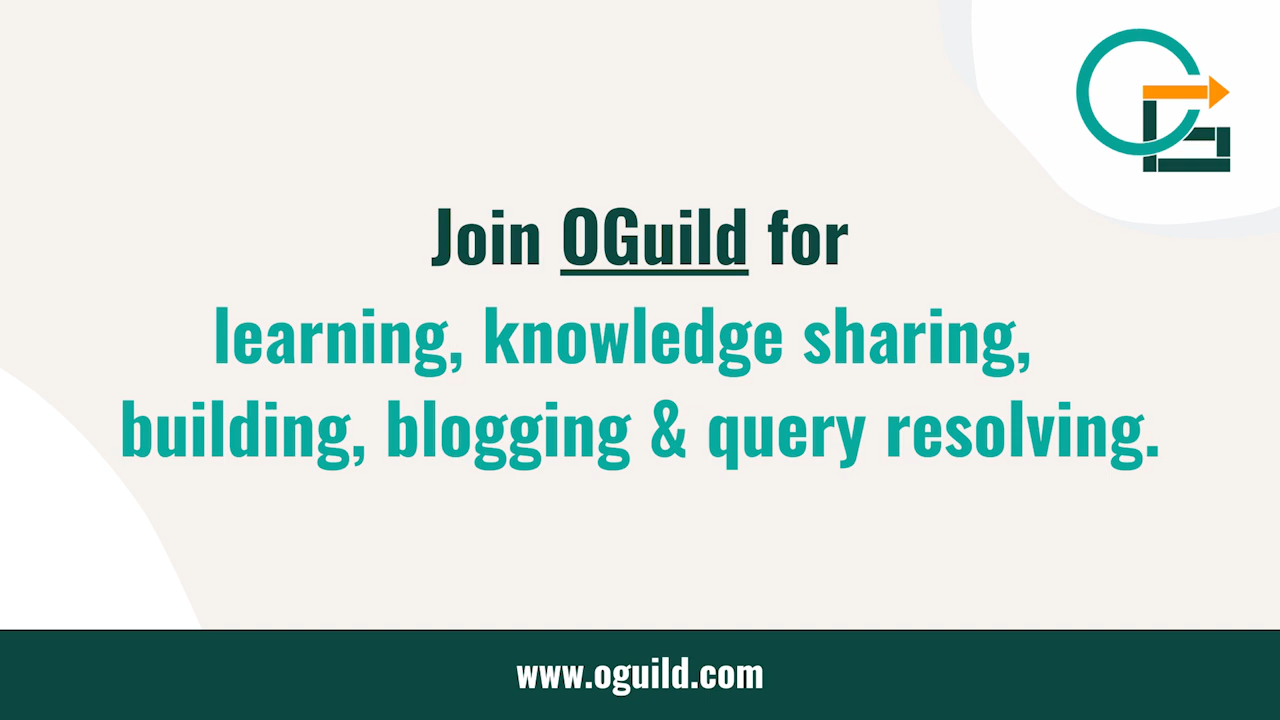 Join OGuild for
learning, knowledge sharing,
building, blogging & query resolving.
www.oguild.com